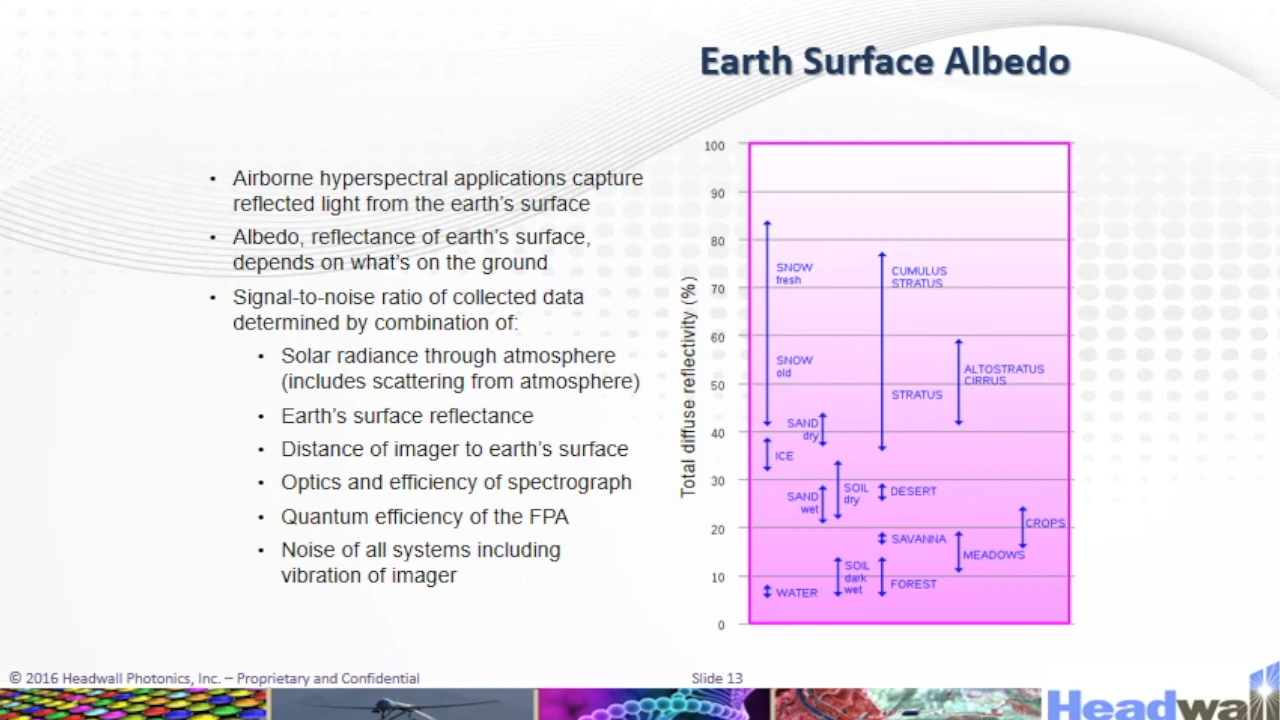 Earth Surface Albedo
• Airborne hyperspectral applications capture
reflected light from the earth's surface
• Albedo, reflectance of earth's surface,
depends on what's on the ground
• Signal-to-noise ratio of collected data
determined by combination of:
• Solar radiance through atmosphere
(includes scattering from atmosphere)
• Earth's surface reflectance
• Distance of imager to earth's surface
• Optics and efficiency of spectrograph
• Quantum efficiency of the FPA
• Noise of all systems including
vibration of imager
Total diffuse reflectivity (%)
100
90
80
70
60
50
40
30
20
10
0
SNOW
fresh
SNOW
old
CUMULUS
STRATUS
STRATUS
ALTOSTRATUS
CIRRUS
SAND
dry
ICE
SAND
wet
SOIL
dry
DESERT
CROPS
SAVANNA
MEADOWS
SOIL
dark
wet
FOREST
WATER
© 2016 Headwall Photonics, Inc. – Proprietary and Confidential
Slide 13
Headwall